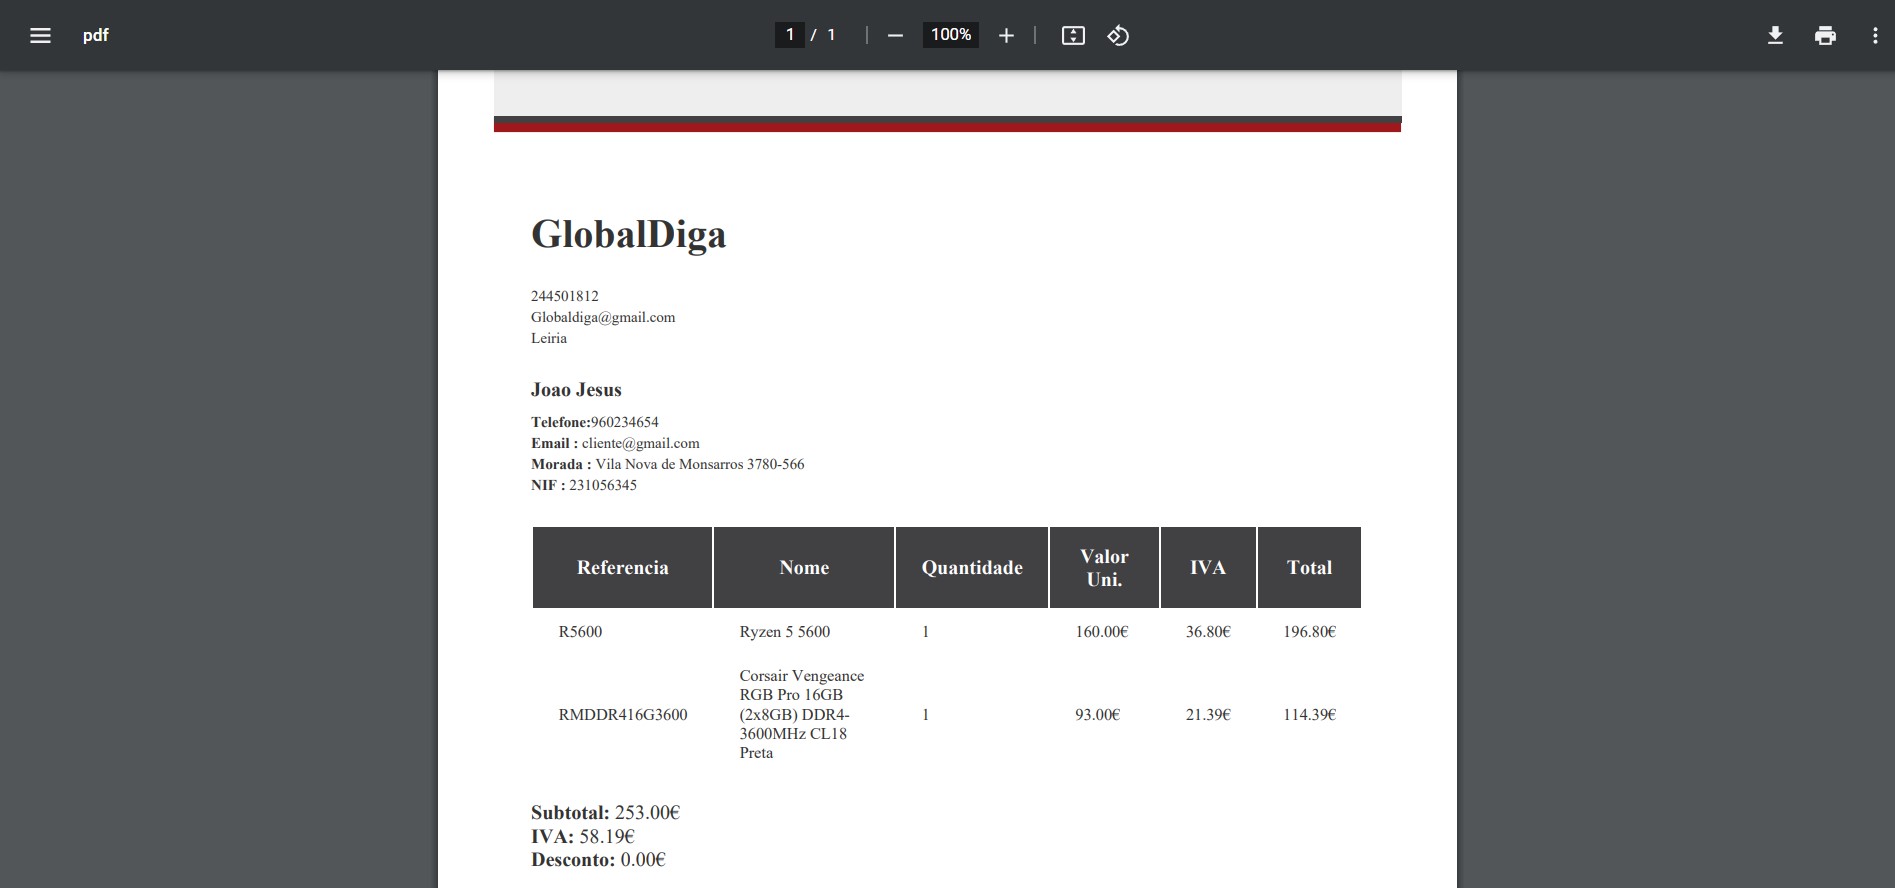 pdf
1 / 1
100%
GlobalDiga
244501812
Globaldiga@gmail.com
Leiria
Joao Jesus
Telefone:960234654
Email : cliente@gmail.com
Morada : Vila Nova de Monsarros 3780-566
NIF : 231056345
Referencia Nome Quantidade Valor Uni. IVA Total
R5600 Ryzen 5 5600 1 160.00€ 36.80€ 196.80€
RMDDR416G3600 Corsair Vengeance RGB Pro 16GB (2x8GB) DDR4-3600MHz CL18 Preta 1 93.00€ 21.39€ 114.39€
Subtotal: 253.00€
IVA: 58.19€
Desconto: 0.00€